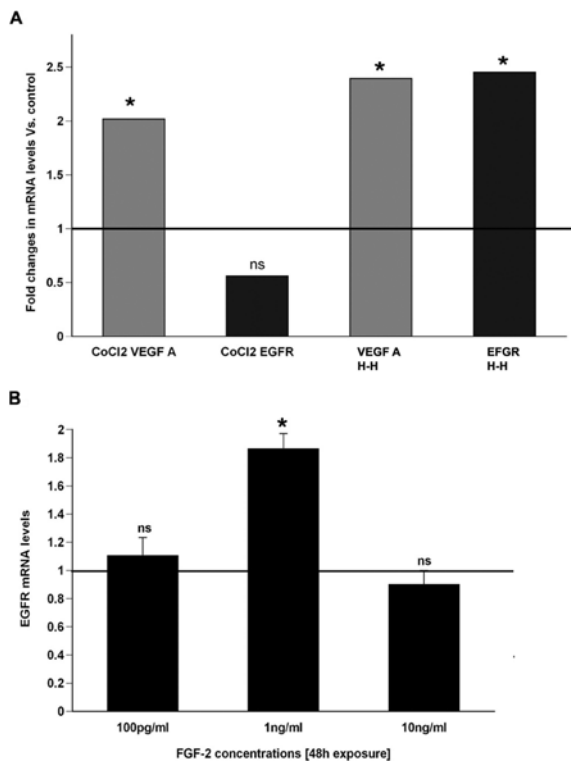 A
Fold changes in mRNA levels Vs. control
2.5
2
1.5
1
0.5
0
*
ns
*
*
CoCl2 VEGF A
CoCl2 EGFR
VEGF A
H-H
EFGR
H-H
B
EGFR mRNA levels
2
1.8
1.6
1.4
1.2
1
0.8
0.6
0.4
0.2
0
ns
*
ns
100pg/ml
1ng/ml
10ng/ml
FGF-2 concentrations [48h exposure]